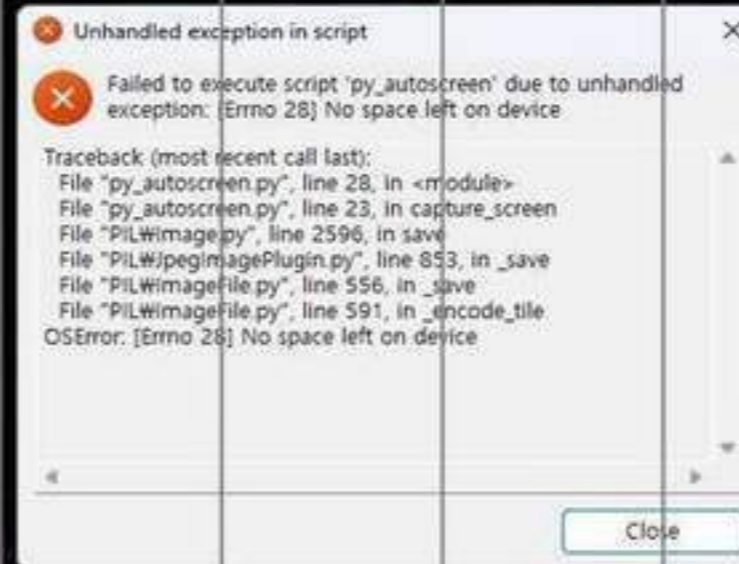 Unhandled exception in script
Failed to execute script 'py_autoscreen' due to unhandled
exception: [Errno 28] No space left on device
Traceback (most recent call last):
File "py_autoscreen.py", line 28, in <module>
File "py_autoscreen.py", line 23, in capture_screen
File "PIL₩Image.py", line 2596, in save
File "PIL₩JpegImagePlugin.py", line 853, in _save
File "PIL₩ImageFile.py", line 556, in _save
File "PIL₩ImageFile.py", line 591, in _encode_tile
OSError: [Errno 28] No space left on device
Close